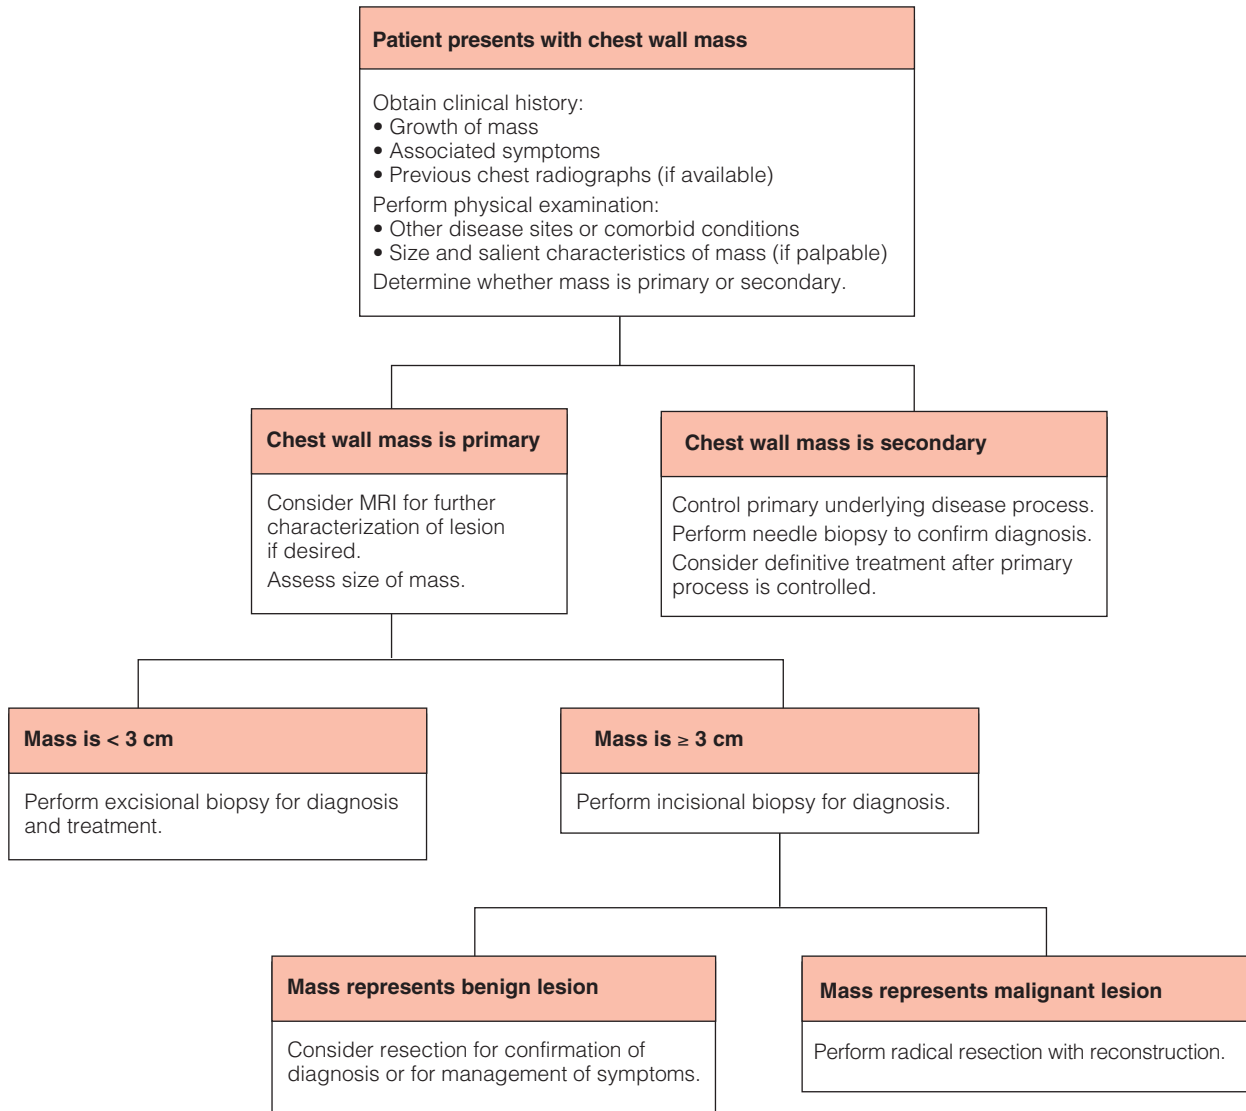 Patient presents with chest wall mass
Obtain clinical history:
• Growth of mass
• Associated symptoms
• Previous chest radiographs (if available)
Perform physical examination:
• Other disease sites or comorbid conditions
• Size and salient characteristics of mass (if palpable)
Determine whether mass is primary or secondary.
Chest wall mass is primary
Consider MRI for further
characterization of lesion
if desired.
Assess size of mass.
Chest wall mass is secondary
Control primary underlying disease process.
Perform needle biopsy to confirm diagnosis.
Consider definitive treatment after primary
process is controlled.
Mass is < 3 cm
Perform excisional biopsy for diagnosis
and treatment.
Mass is ≥ 3 cm
Perform incisional biopsy for diagnosis.
Mass represents benign lesion
Consider resection for confirmation of
diagnosis or for management of symptoms.
Mass represents malignant lesion
Perform radical resection with reconstruction.